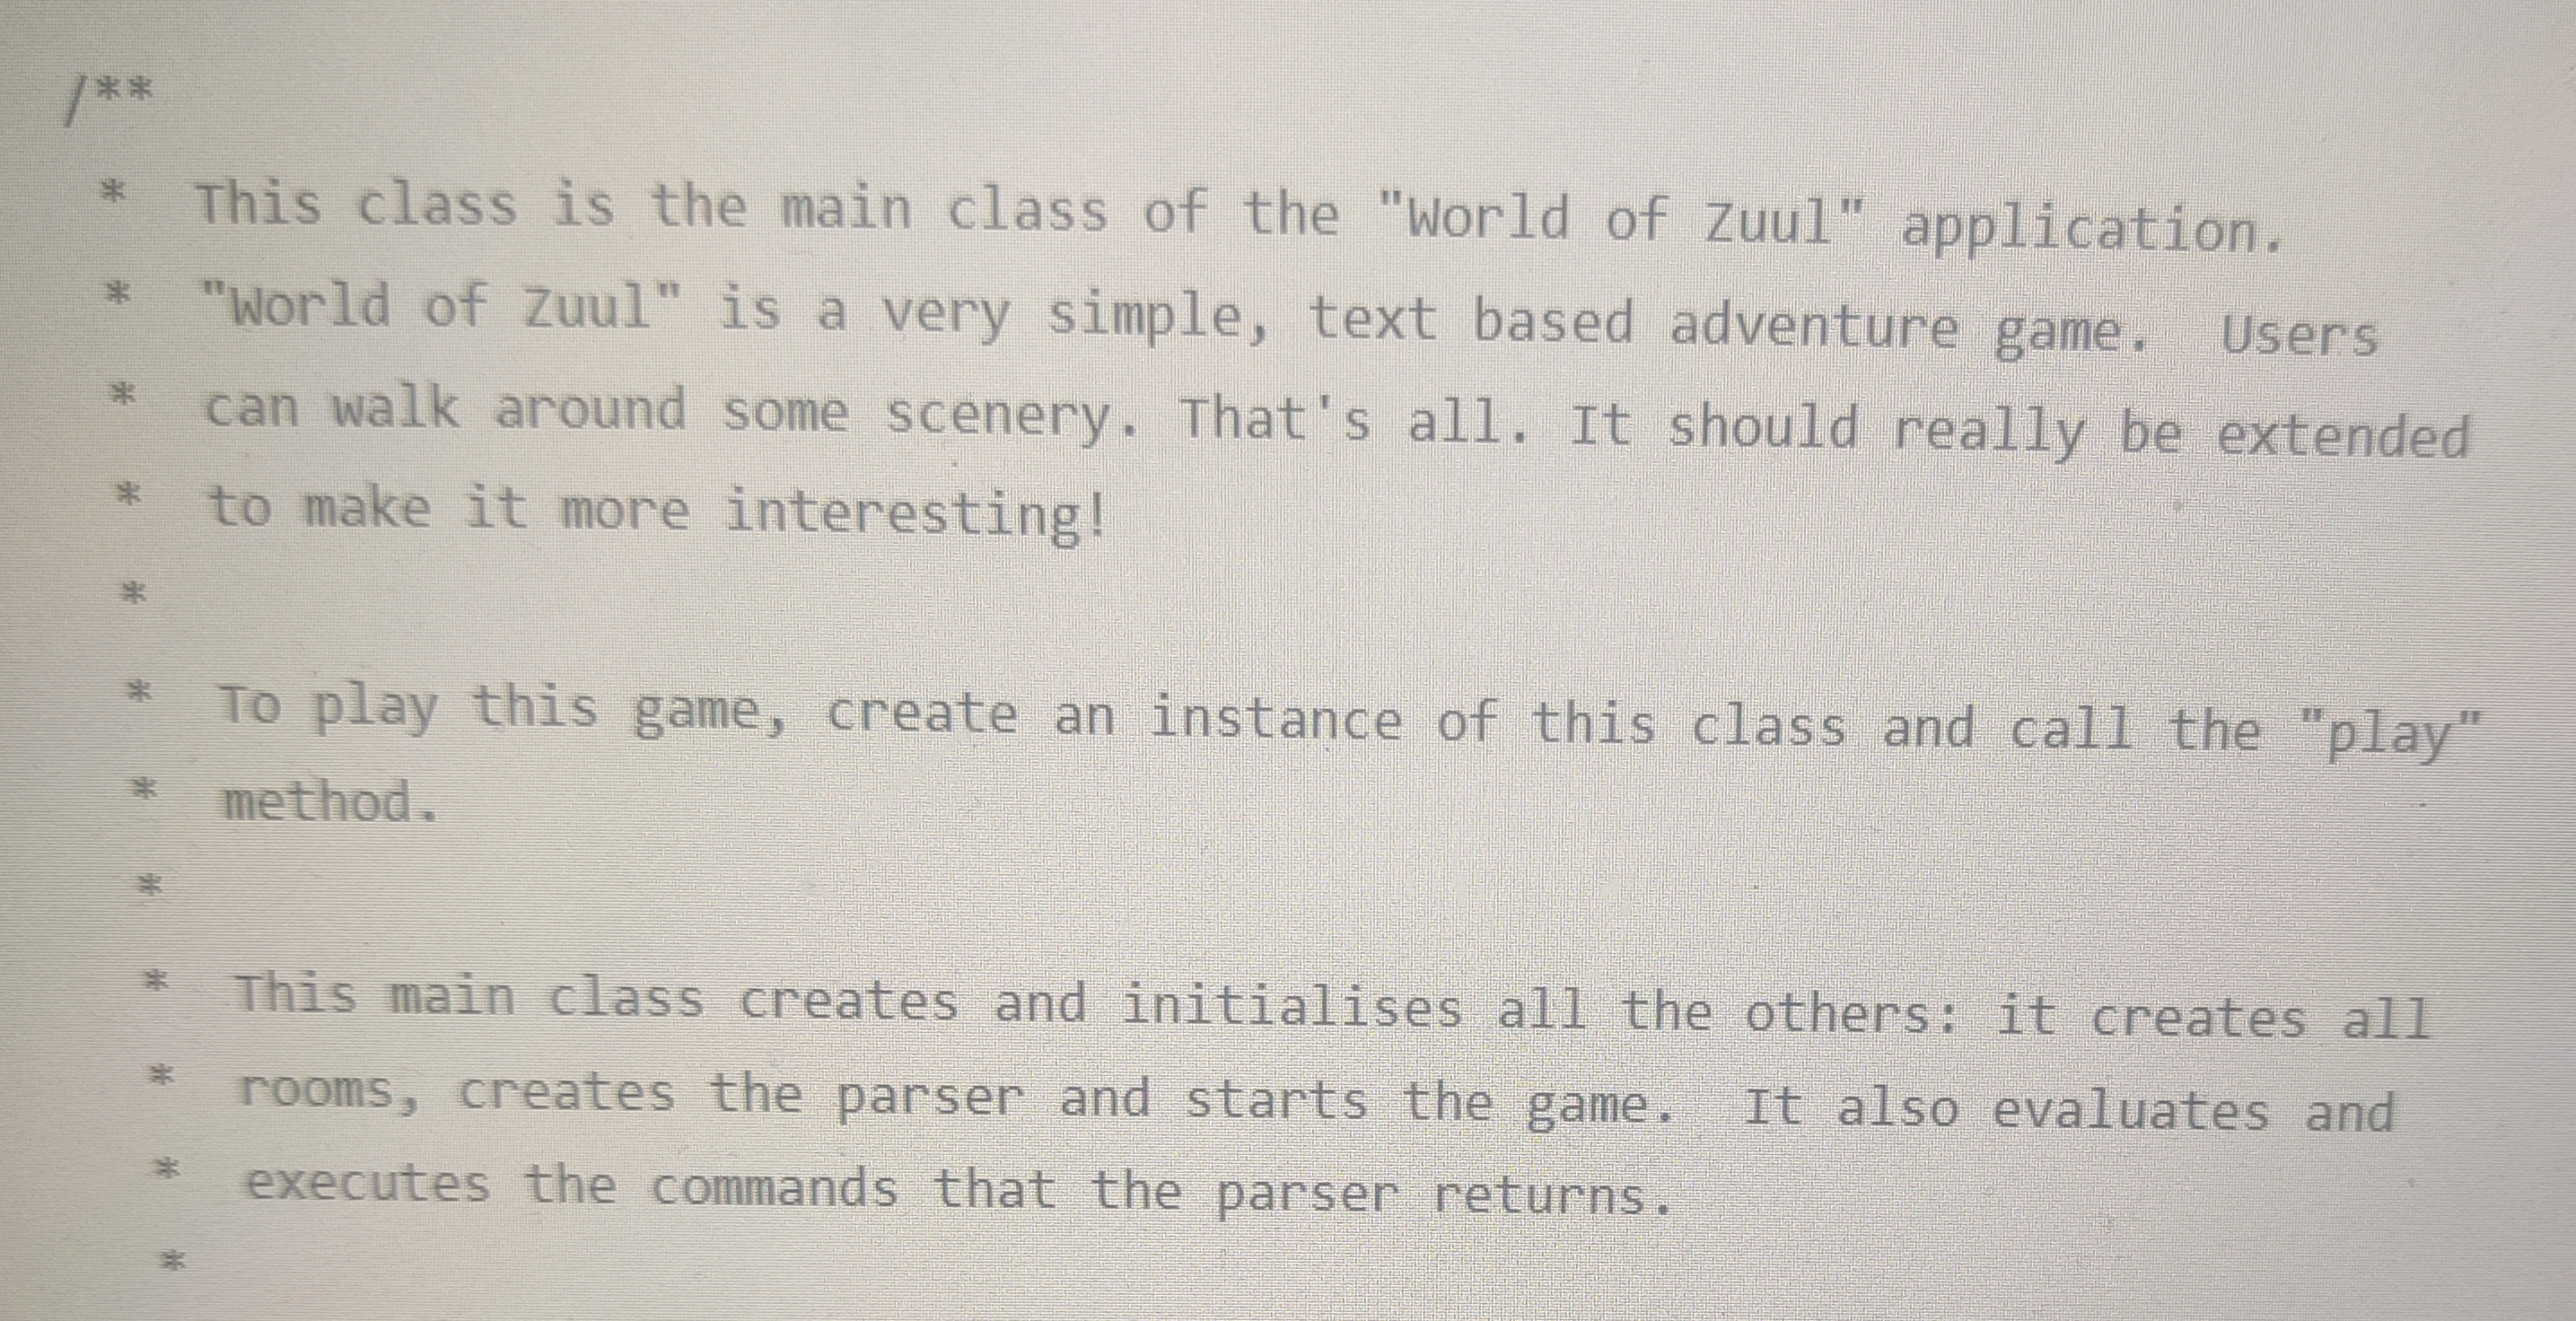 /**
 *  This class is the main class of the "World of Zuul" application.
 *  "World of Zuul" is a very simple, text based adventure game.  Users
 *  can walk around some scenery. That's all. It should really be extended
 *  to make it more interesting!
 *
 *  To play this game, create an instance of this class and call the "play"
 *  method.
 *
 *  This main class creates and initialises all the others: it creates all
 *  rooms, creates the parser and starts the game.  It also evaluates and
 *  executes the commands that the parser returns.
 *